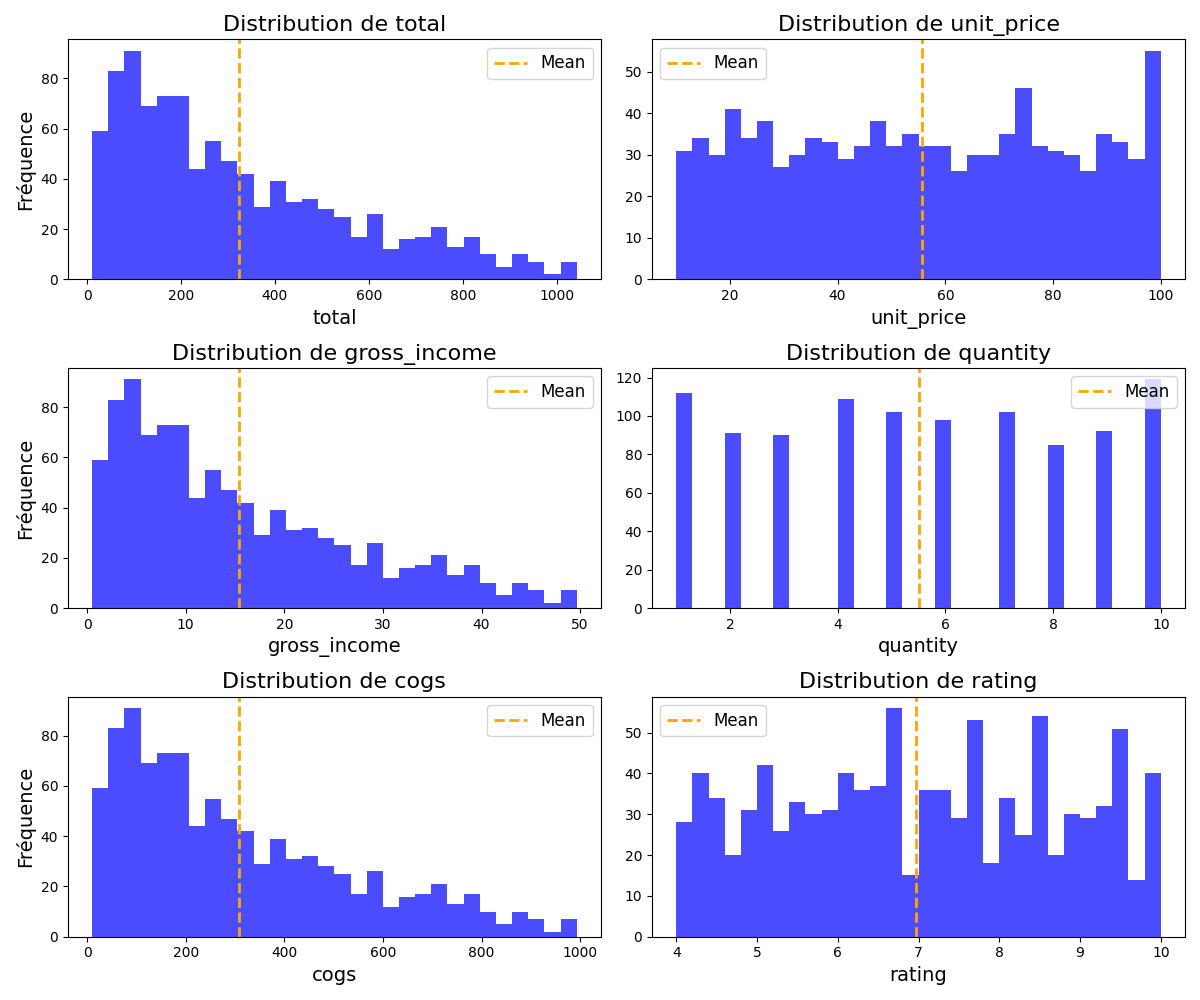 Distribution de total
Fréquence
80
60
40
20
0
Mean
0 200 400 600 800 1000
total
Distribution de unit_price
50
40
30
20
10
0
Mean
20 40 60 80 100
unit_price
Distribution de gross_income
Fréquence
80
60
40
20
0
Mean
0 10 20 30 40 50
gross_income
Distribution de quantity
120
100
80
60
40
20
0
Mean
2 4 6 8 10
quantity
Distribution de cogs
Fréquence
80
60
40
20
0
Mean
0 200 400 600 800 1000
cogs
Distribution de rating
50
40
30
20
10
0
Mean
4 5 6 7 8 9 10
rating